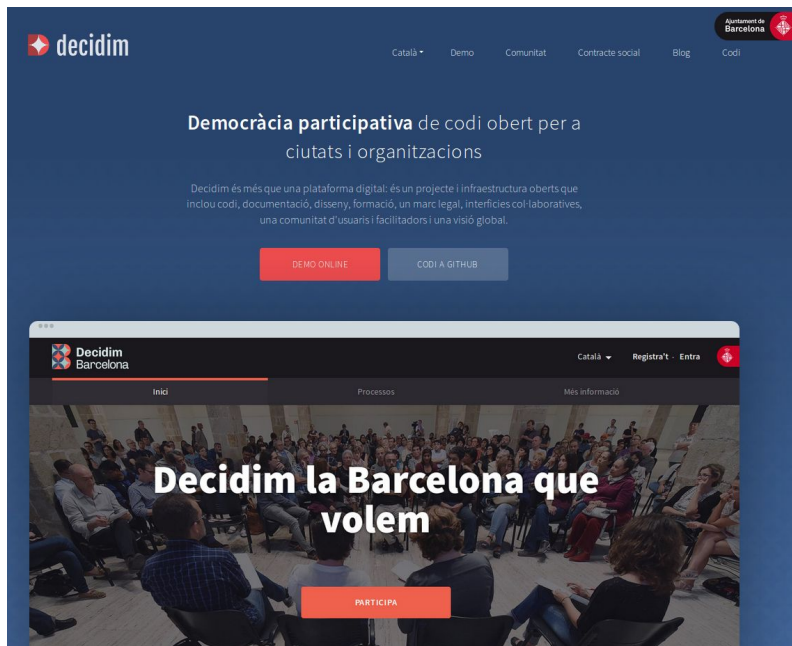 Ajuntament de
Barcelona
decidim
Català Demo Comunitat Contracte social Blog Codi
Democràcia participativa de codi obert per a
ciutats i organitzacions
Decidim és més que una plataforma digital: és un projecte i infraestructura oberts que
inclou codi, documentació, disseny, formació, un marc legal, interfícies col·laboratives,
una comunitat d'usuaris i facilitadors i una visió global.
DEMO ONLINE CODI A GITHUB
Decidim
Barcelona
Català Registra't - Entra
Inici Processos Més informació
Decidim la Barcelona que
volem
PARTICIPA